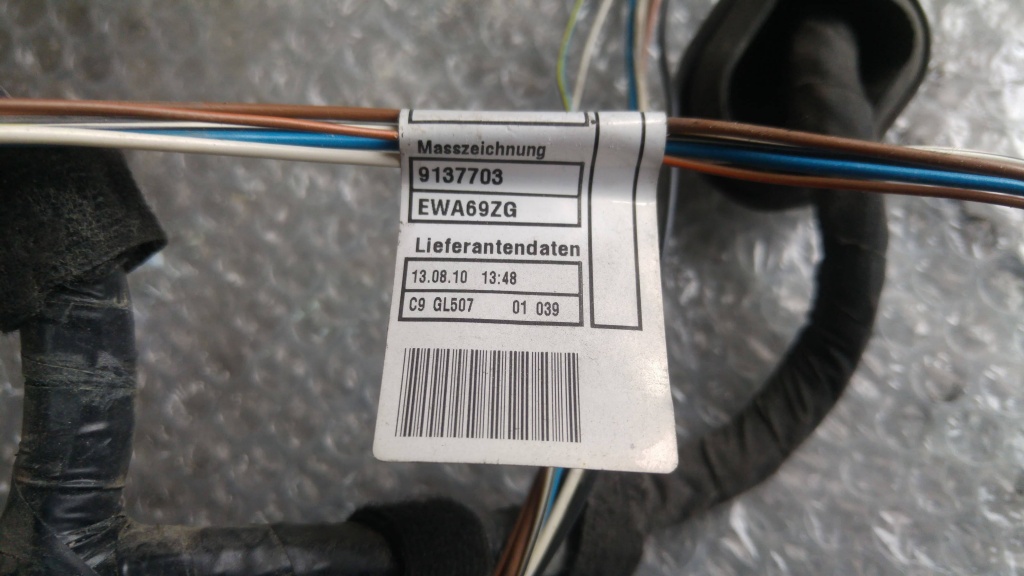 Masszeichnung
9137703
EWA69ZG
Lieferantendaten
13.08.10 13:48
C9 GL507 01 039